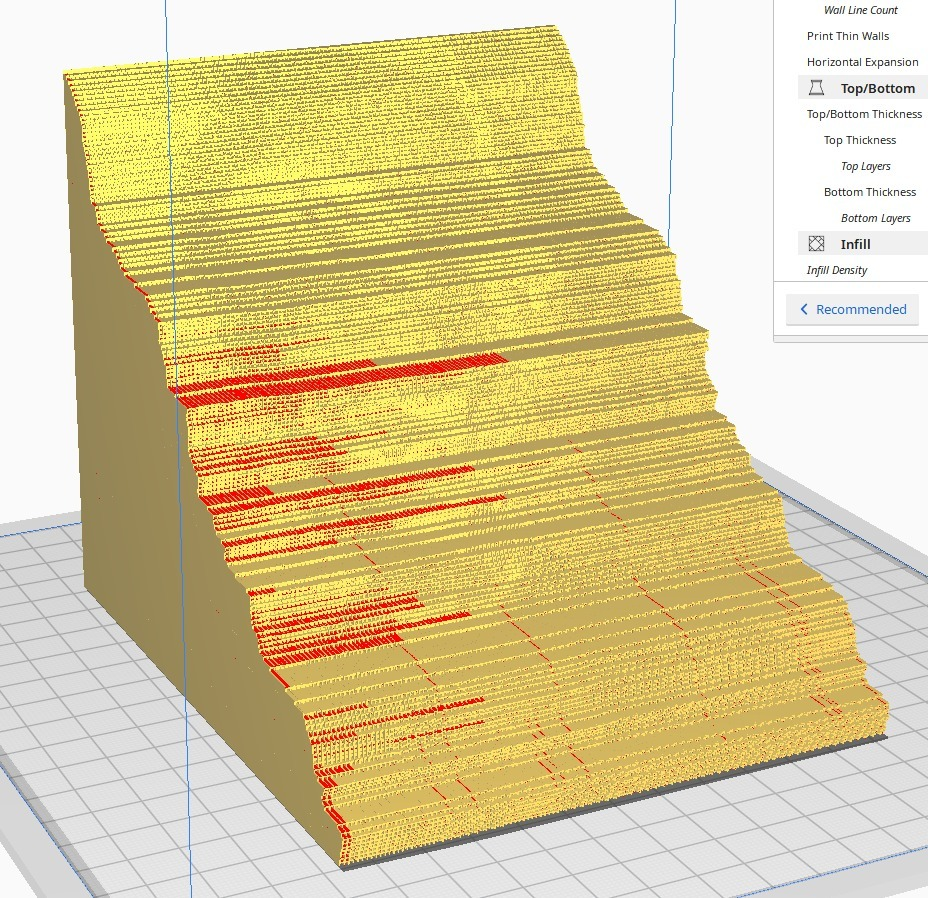 Wall Line Count
Print Thin Walls
Horizontal Expansion
Top/Bottom
Top/Bottom Thickness
Top Thickness
Top Layers
Bottom Thickness
Bottom Layers
Infill
Infill Density
Recommended